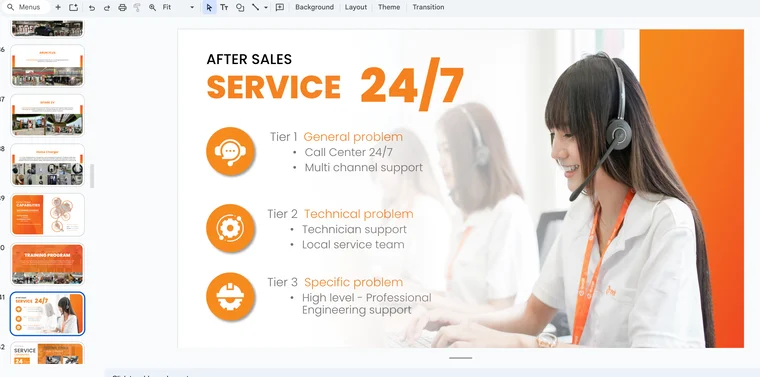 Menus
Fit
Background
Layout
Theme
Transition
AFTER SALES
SERVICE 24/7
Tier 1 General problem
• Call Center 24/7
• Multi channel support
Tier 2 Technical problem
• Technician support
• Local service team
Tier 3 Specific problem
• High level - Professional
Engineering support
TRAINING PROGRAM
41
SERVICE 24/7
SERVICE